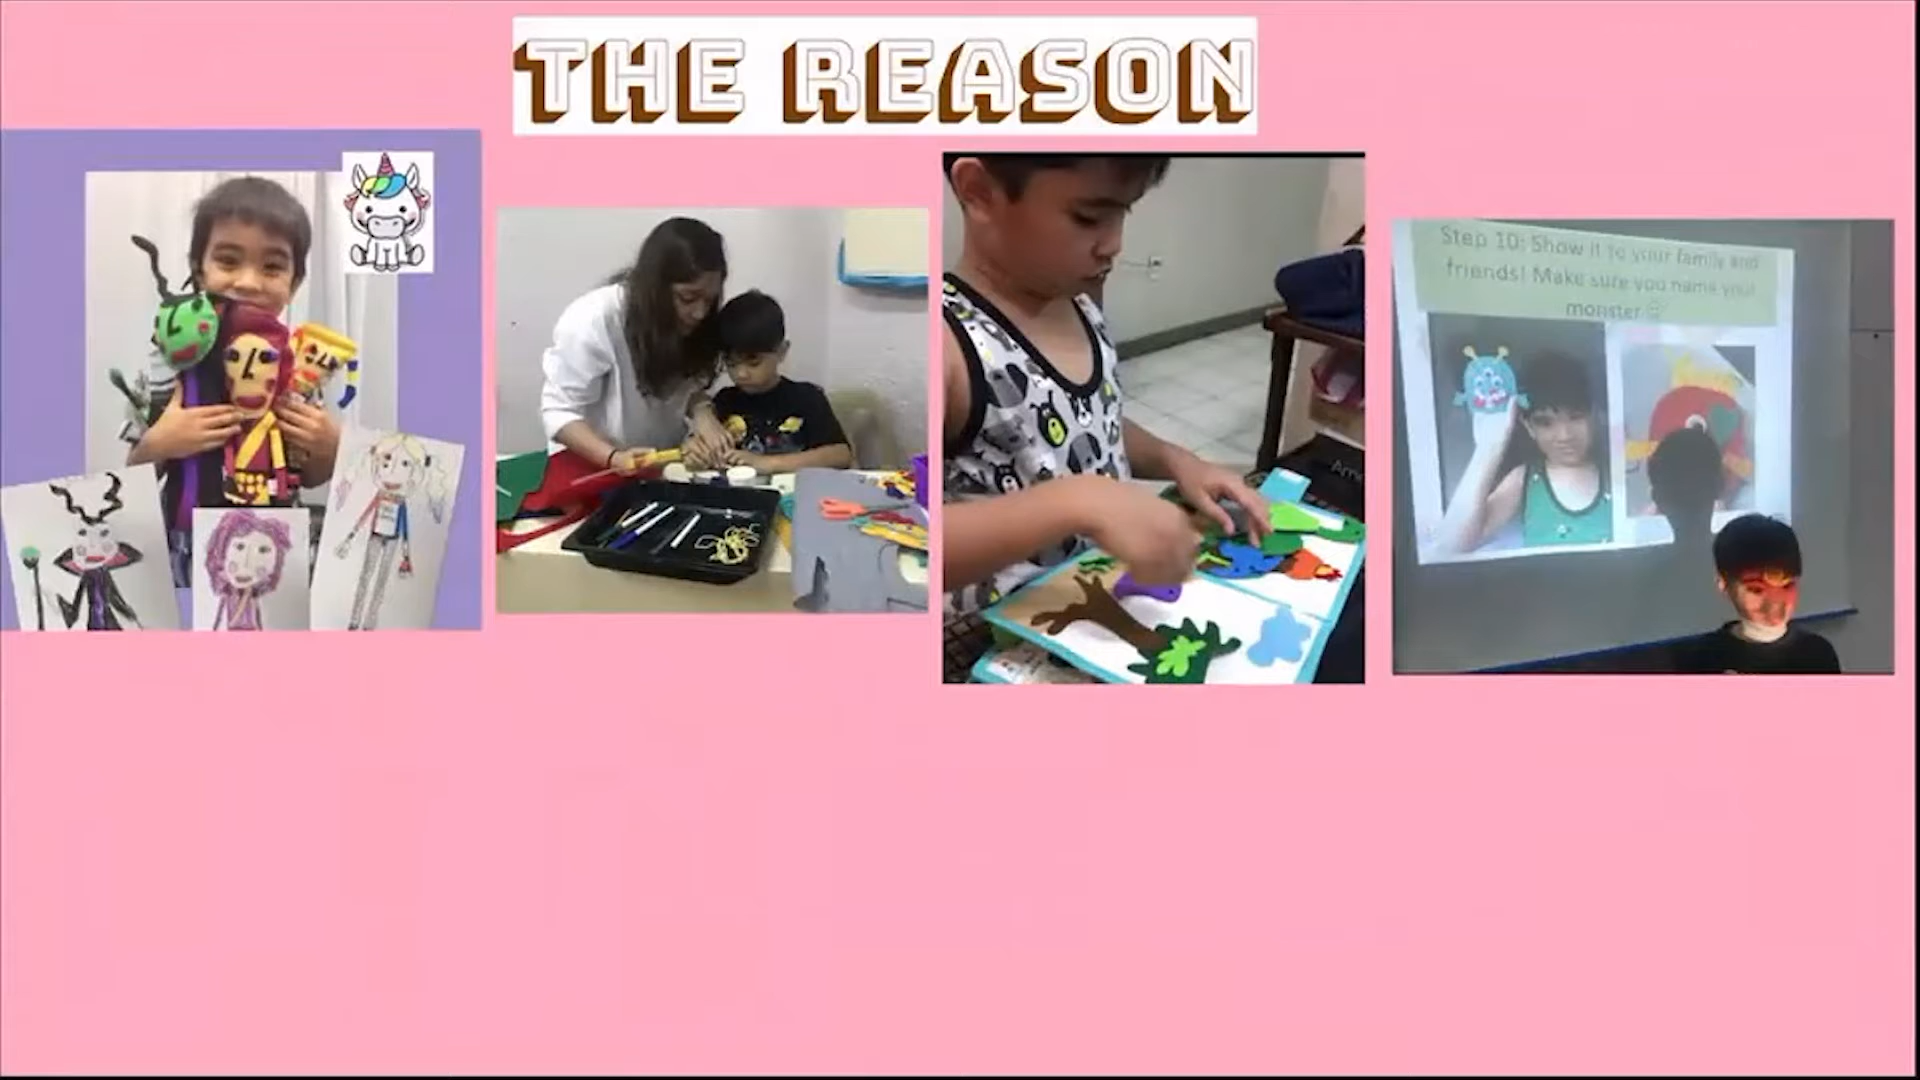 THE REASON
Step 10: Show it to your family and
friends! Make sure you name your
monster ☺